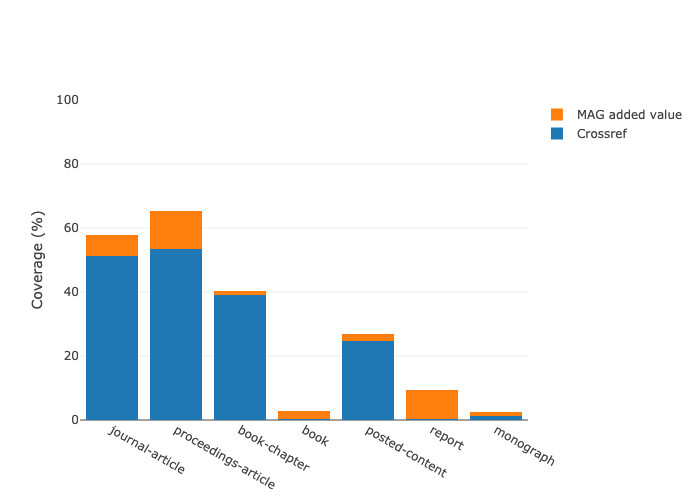 100
80
60
40
20
0
Coverage (%)
journal-article
proceedings-article
book-chapter
book
posted-content
report
monograph
MAG added value
Crossref